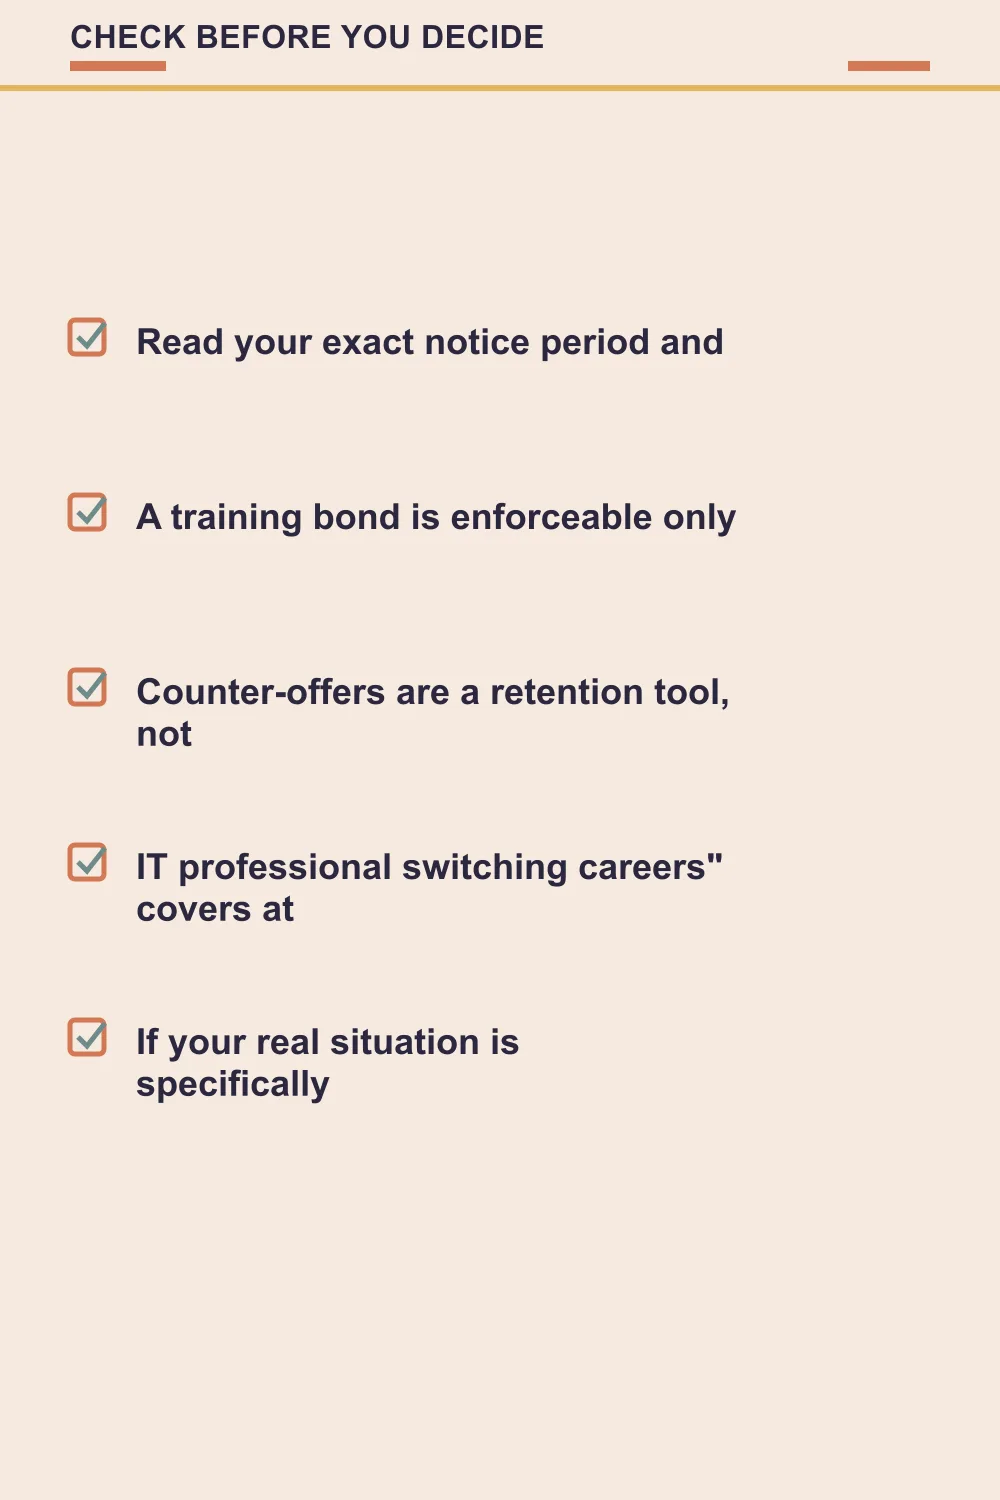 CHECK BEFORE YOU DECIDE
Read your exact notice period and
A training bond is enforceable only
Counter-offers are a retention tool,
not
IT professional switching careers"
covers at
If your real situation is
specifically